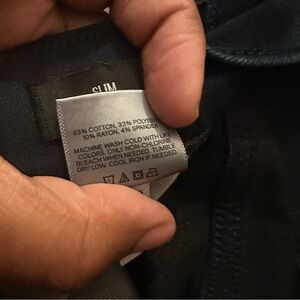 SLIM
53% COTTON, 33% POLYEST
10% RAYON, 4% SPANDEX
MACHINE WASH COLD WITH LIKE
COLORS. ONLY NON-CHLORINE
BLEACH WHEN NEEDED. TUMBLE
DRY LOW. COOL IRON IF NEEDED.